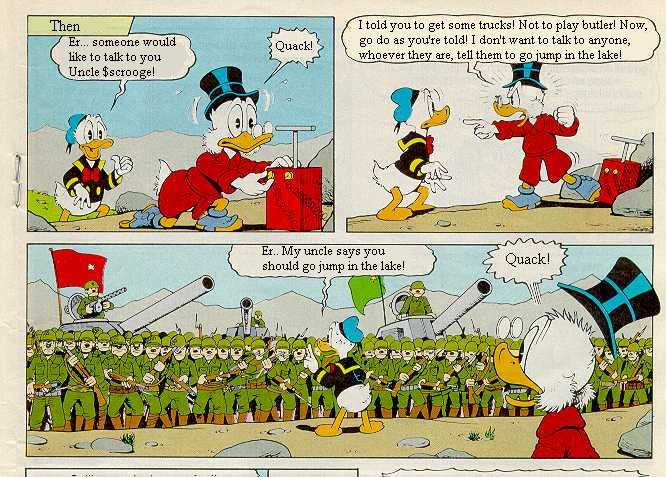 Then
Er... someone would
like to talk to you
Uncle $scrooge!
Quack!
I told you to get some trucks! Not to play butler! Now,
go do as you're told! I don't want to talk to anyone,
whoever they are, tell them to go jump in the lake!
Er.. My uncle says you
should go jump in the lake!
Quack!